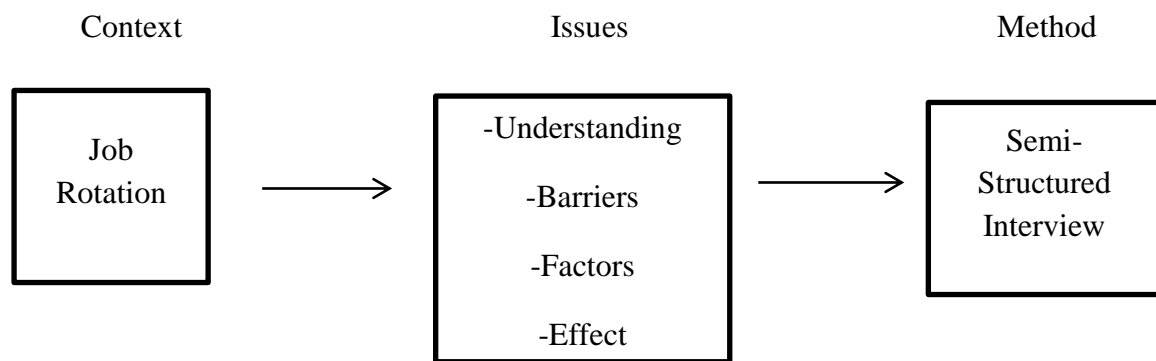 Context
Issues
Method
Job
Rotation
-Understanding
-Barriers
-Factors
-Effect
Semi-
Structured
Interview